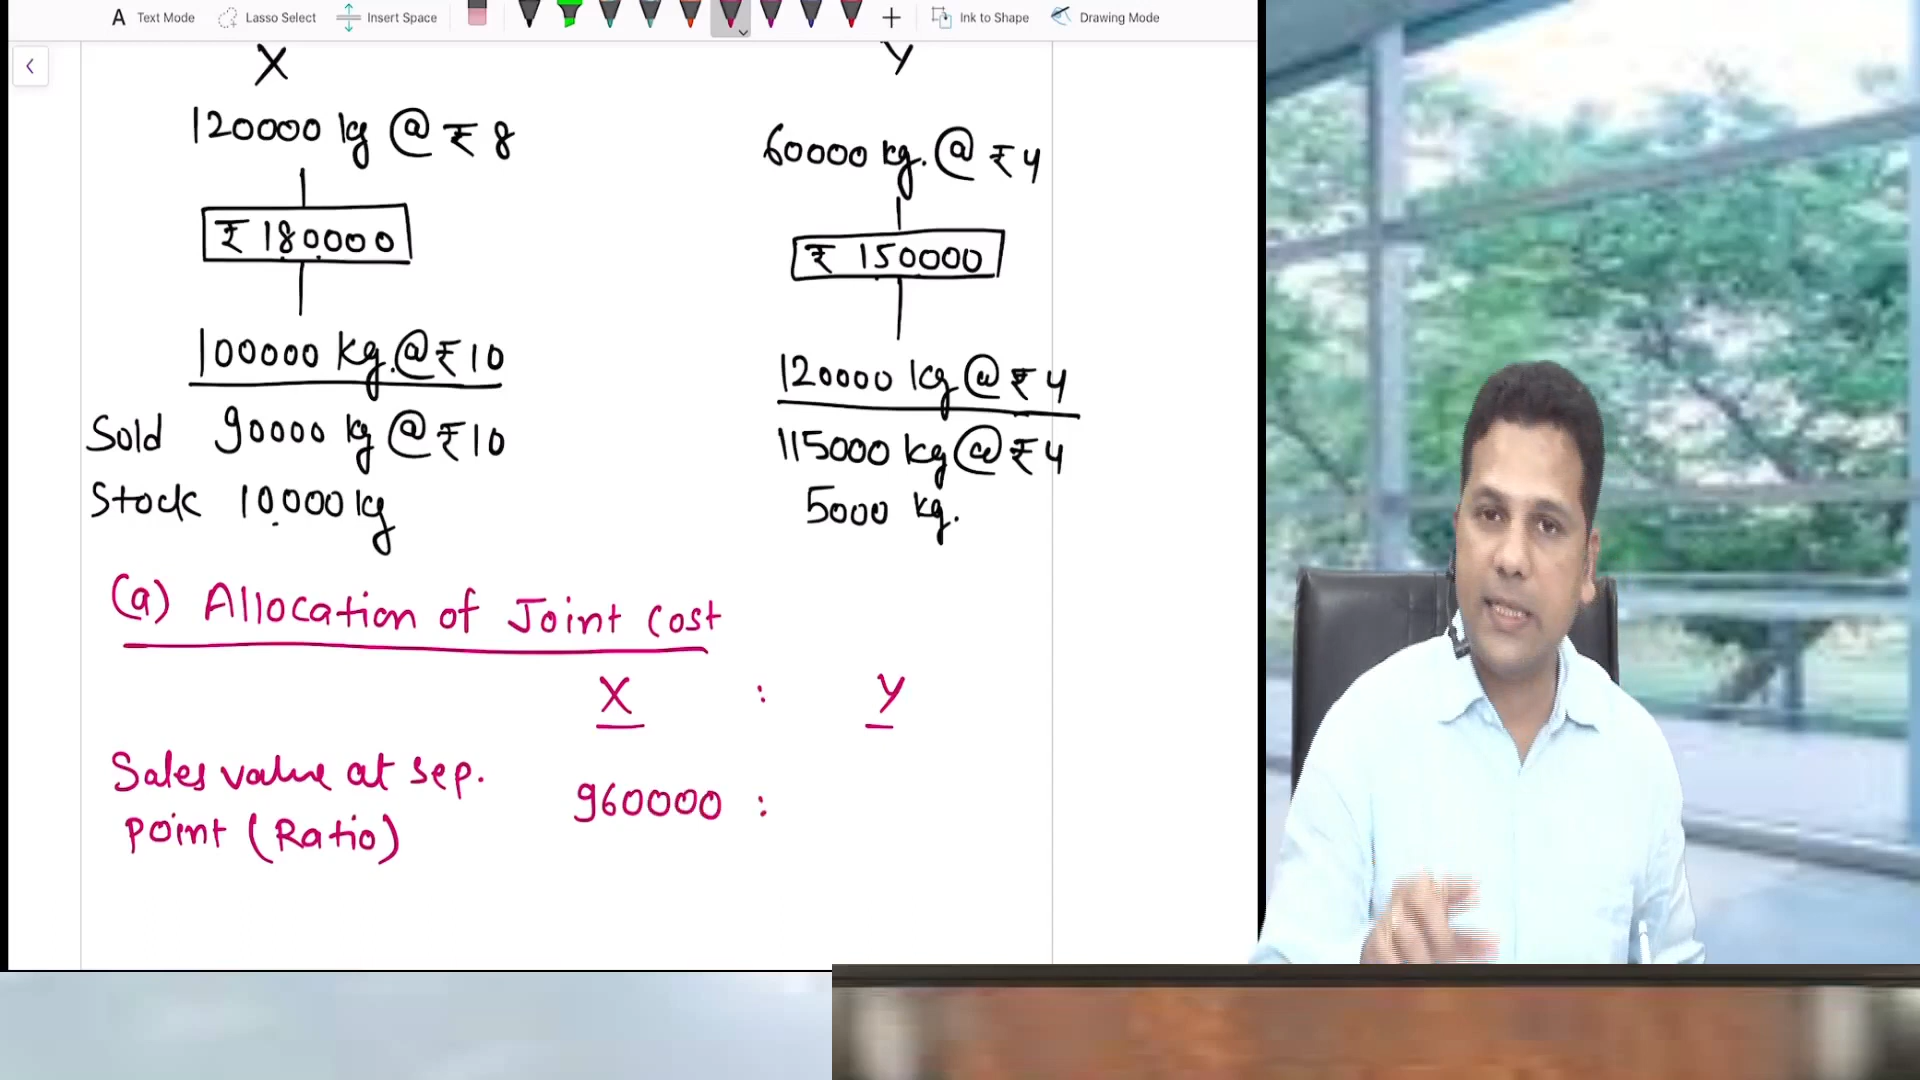 Text Mode Lasso Select Insert Space Ink to Shape Drawing Mode
X Y
120000 kg @ ₹ 8
60000 kg. @ ₹ 4
₹ 180000
₹ 150000
100000 kg. @ ₹ 10
120000 kg @ ₹ 4
Sold 90000 kg @ ₹ 10
115000 kg @ ₹ 4
Stock 10,000 kg
5000 kg.
(a) Allocation of Joint Cost
X : Y
Sales value at sep.
960000 :
Point (Ratio)